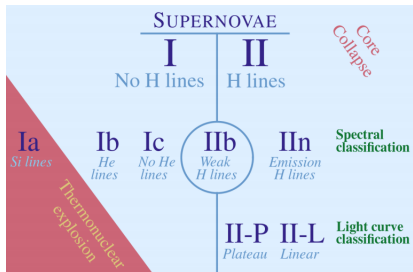 SUPERNOVAE
I II
No H lines H lines
Core
Collapse
Ia Ib Ic IIb IIn
Si lines He No He Weak Emission
lines lines H lines H lines
Spectral
classification
Thermonuclear
explosion
II-P II-L
Plateau Linear
Light curve
classification